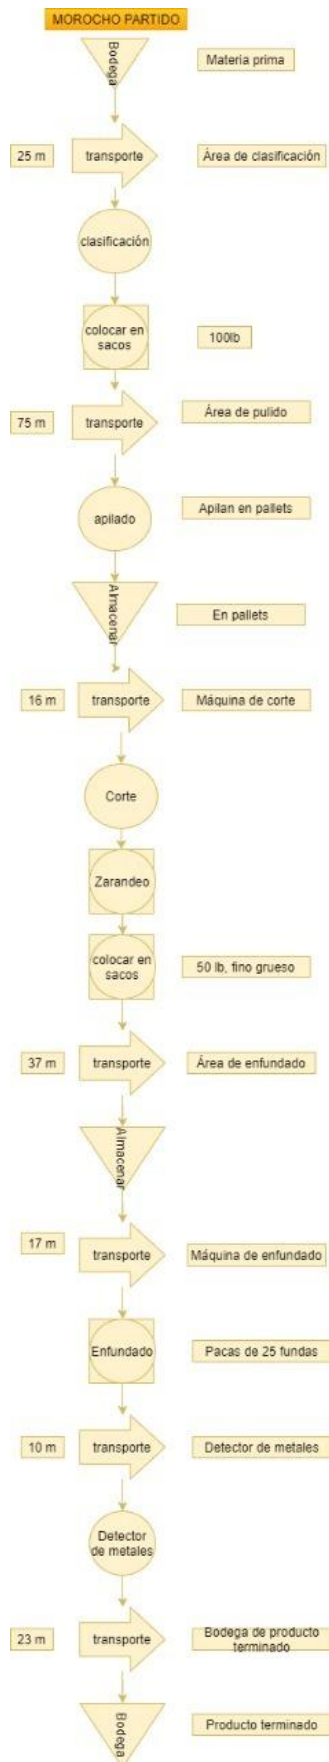 MOROCHO PARTIDO
Bodega
Materia prima
25 m
transporte
Área de clasificación
clasificación
colocar en
sacos
100lb
75 m
transporte
Área de pulido
apilado
Apilan en pallets
Almacenar
En pallets
16 m
transporte
Máquina de corte
Corte
Zarandeo
colocar en
sacos
50 lb, fino grueso
37 m
transporte
Área de enfundado
Almacenar
17 m
transporte
Máquina de enfundado
Enfundado
Pacas de 25 fundas
10 m
transporte
Detector de metales
Detector
de metales
23 m
transporte
Bodega de producto
terminado
Bodega
Producto terminado